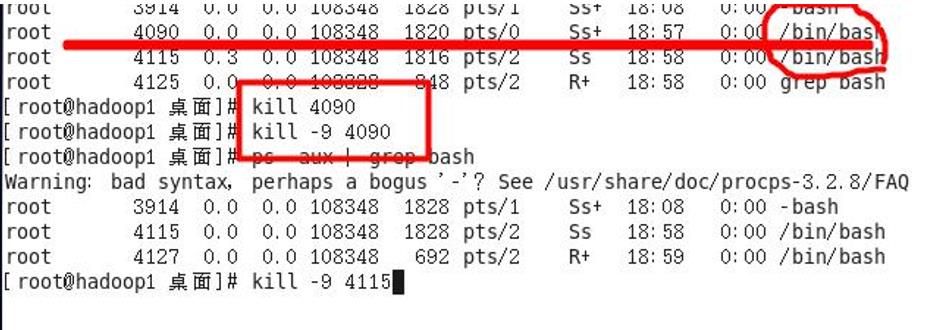 root 3914 0.0 0.0 108348 1828 pts/1 Ss+ 18:08 0:00 -bash
root 4090 0.0 0.0 108348 1820 pts/0 Ss+ 18:57 0:00 /bin/bash
root 4115 0.3 0.0 108348 1816 pts/2 Ss 18:58 0:00 /bin/bash
root 4125 0.0 0.0 108328 848 pts/2 R+ 18:58 0:00 grep bash
[root@hadoop1 桌面]# kill 4090
[root@hadoop1 桌面]# kill -9 4090
[root@hadoop1 桌面]# ps -aux | grep bash
Warning: bad syntax, perhaps a bogus '-'? See /usr/share/doc/procps-3.2.8/FAQ
root 3914 0.0 0.0 108348 1828 pts/1 Ss+ 18:08 0:00 -bash
root 4115 0.0 0.0 108348 1828 pts/2 Ss 18:58 0:00 /bin/bash
root 4127 0.0 0.0 108348 692 pts/2 R+ 18:59 0:00 /bin/bash
[root@hadoop1 桌面]# kill -9 4115